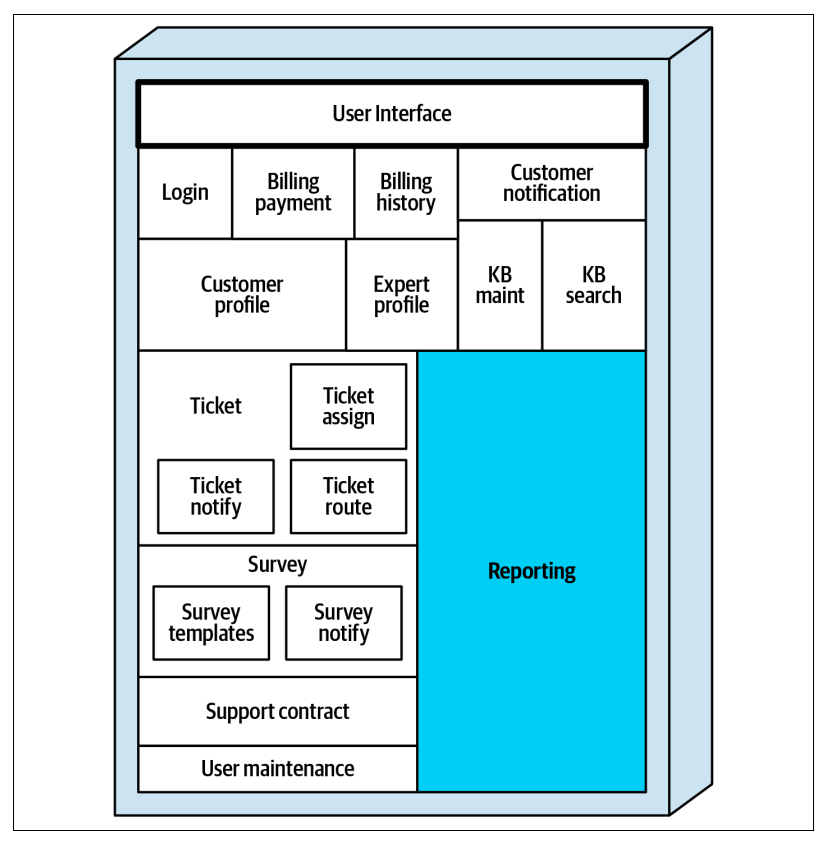 User Interface
Login
Billing
payment
Billing
history
Customer
notification
Customer
profile
Expert
profile
KB
maint
KB
search
Ticket
Ticket
assign
Ticket
notify
Ticket
route
Reporting
Survey
Survey
templates
Survey
notify
Support contract
User maintenance